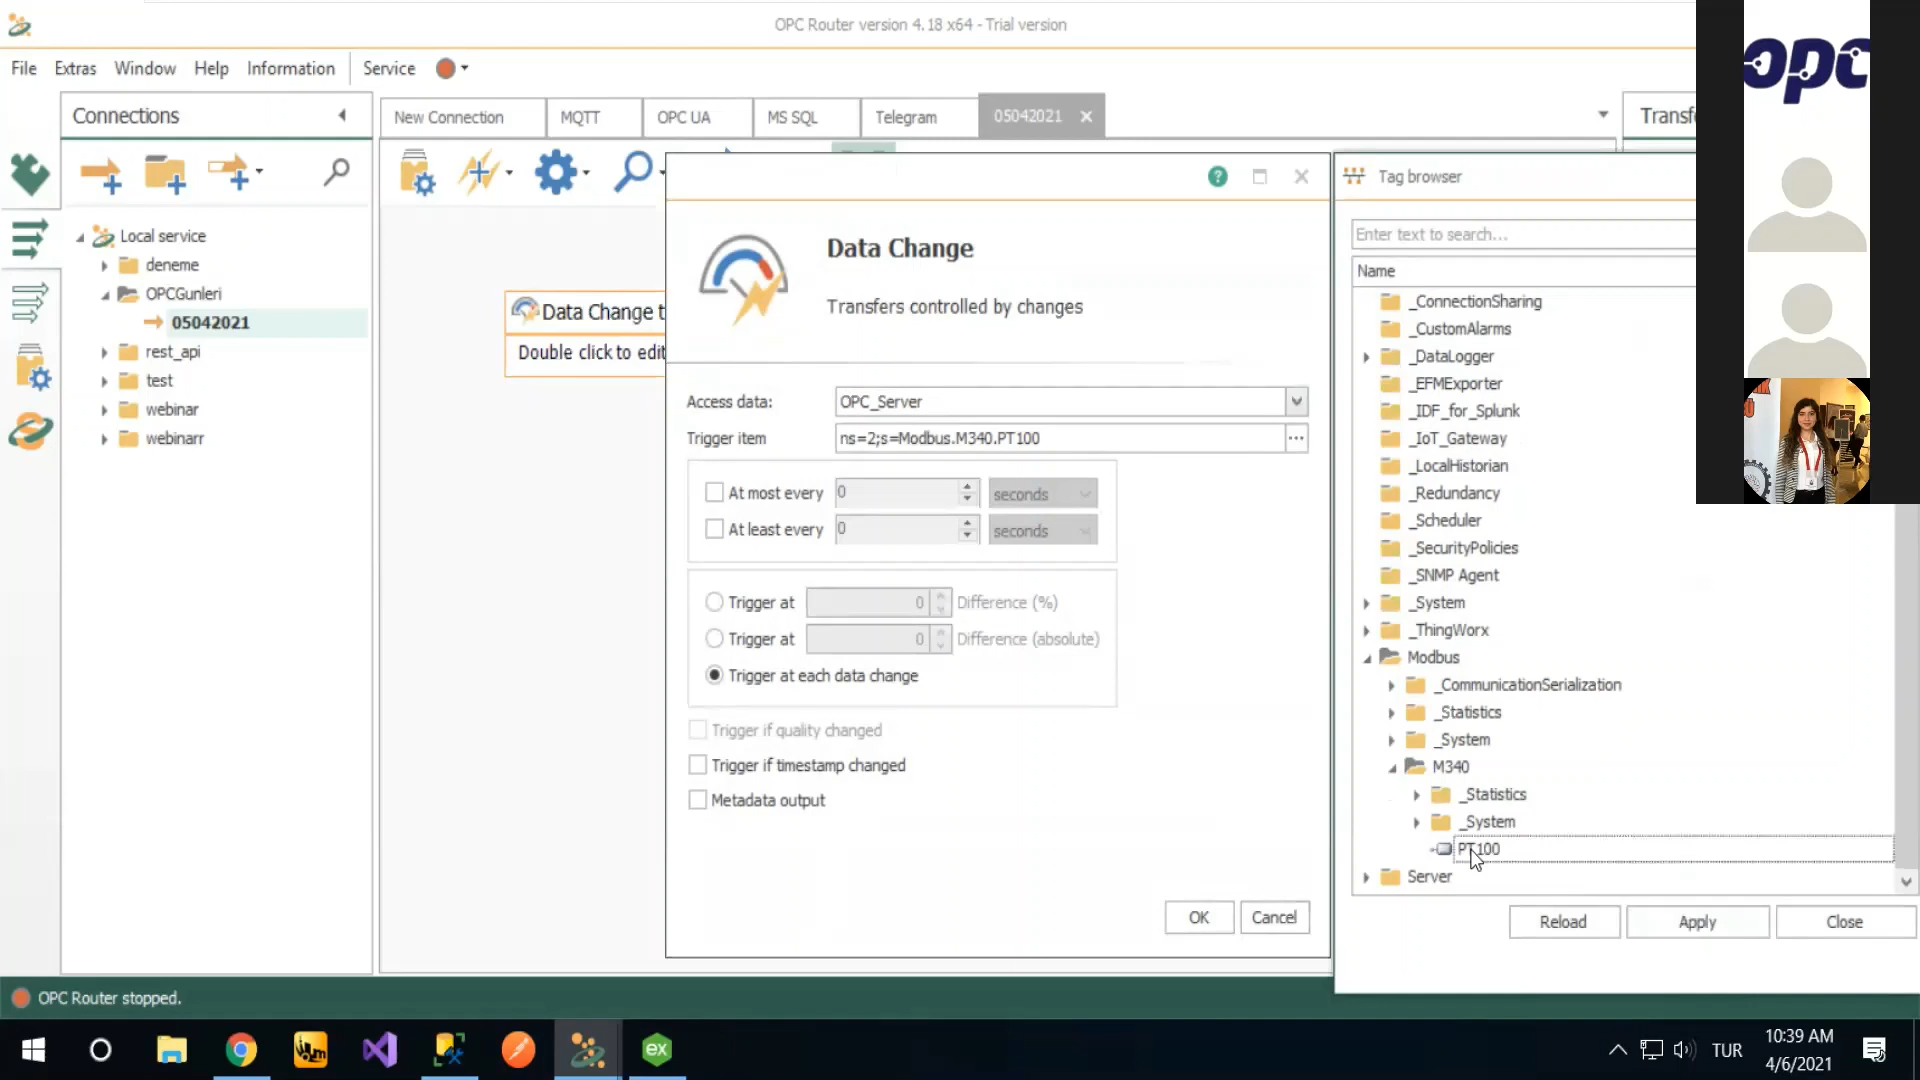 OPC Router version 4.18 x64 - Trial version
File Extras Window Help Information Service
Connections
New Connection MQTT OPC UA MS SQL Telegram 05042021
Local service
deneme
OPCGunleri
05042021
rest_api
test
webinar
webinarr
Data Change t
Double click to edit
Data Change
Transfers controlled by changes
Access data: OPC_Server
Trigger item ns=2;s=Modbus.M340.PT100
At most every 0 seconds
At least every 0 seconds
Trigger at 0 Difference (%)
Trigger at 0 Difference (absolute)
Trigger at each data change
Trigger if quality changed
Trigger if timestamp changed
Metadata output
OK Cancel
Transf
Tag browser
Enter text to search...
Name
_ConnectionSharing
_CustomAlarms
_DataLogger
_EFMExporter
_IDF_for_Splunk
_IoT_Gateway
_LocalHistorian
_Redundancy
_Scheduler
_SecurityPolicies
_SNMP Agent
_System
_ThingWorx
Modbus
_CommunicationSerialization
_Statistics
_System
M340
_Statistics
_System
PT100
Server
Reload Apply Close
opc
OPC Router stopped.
TUR
10:39 AM
4/6/2021
ex